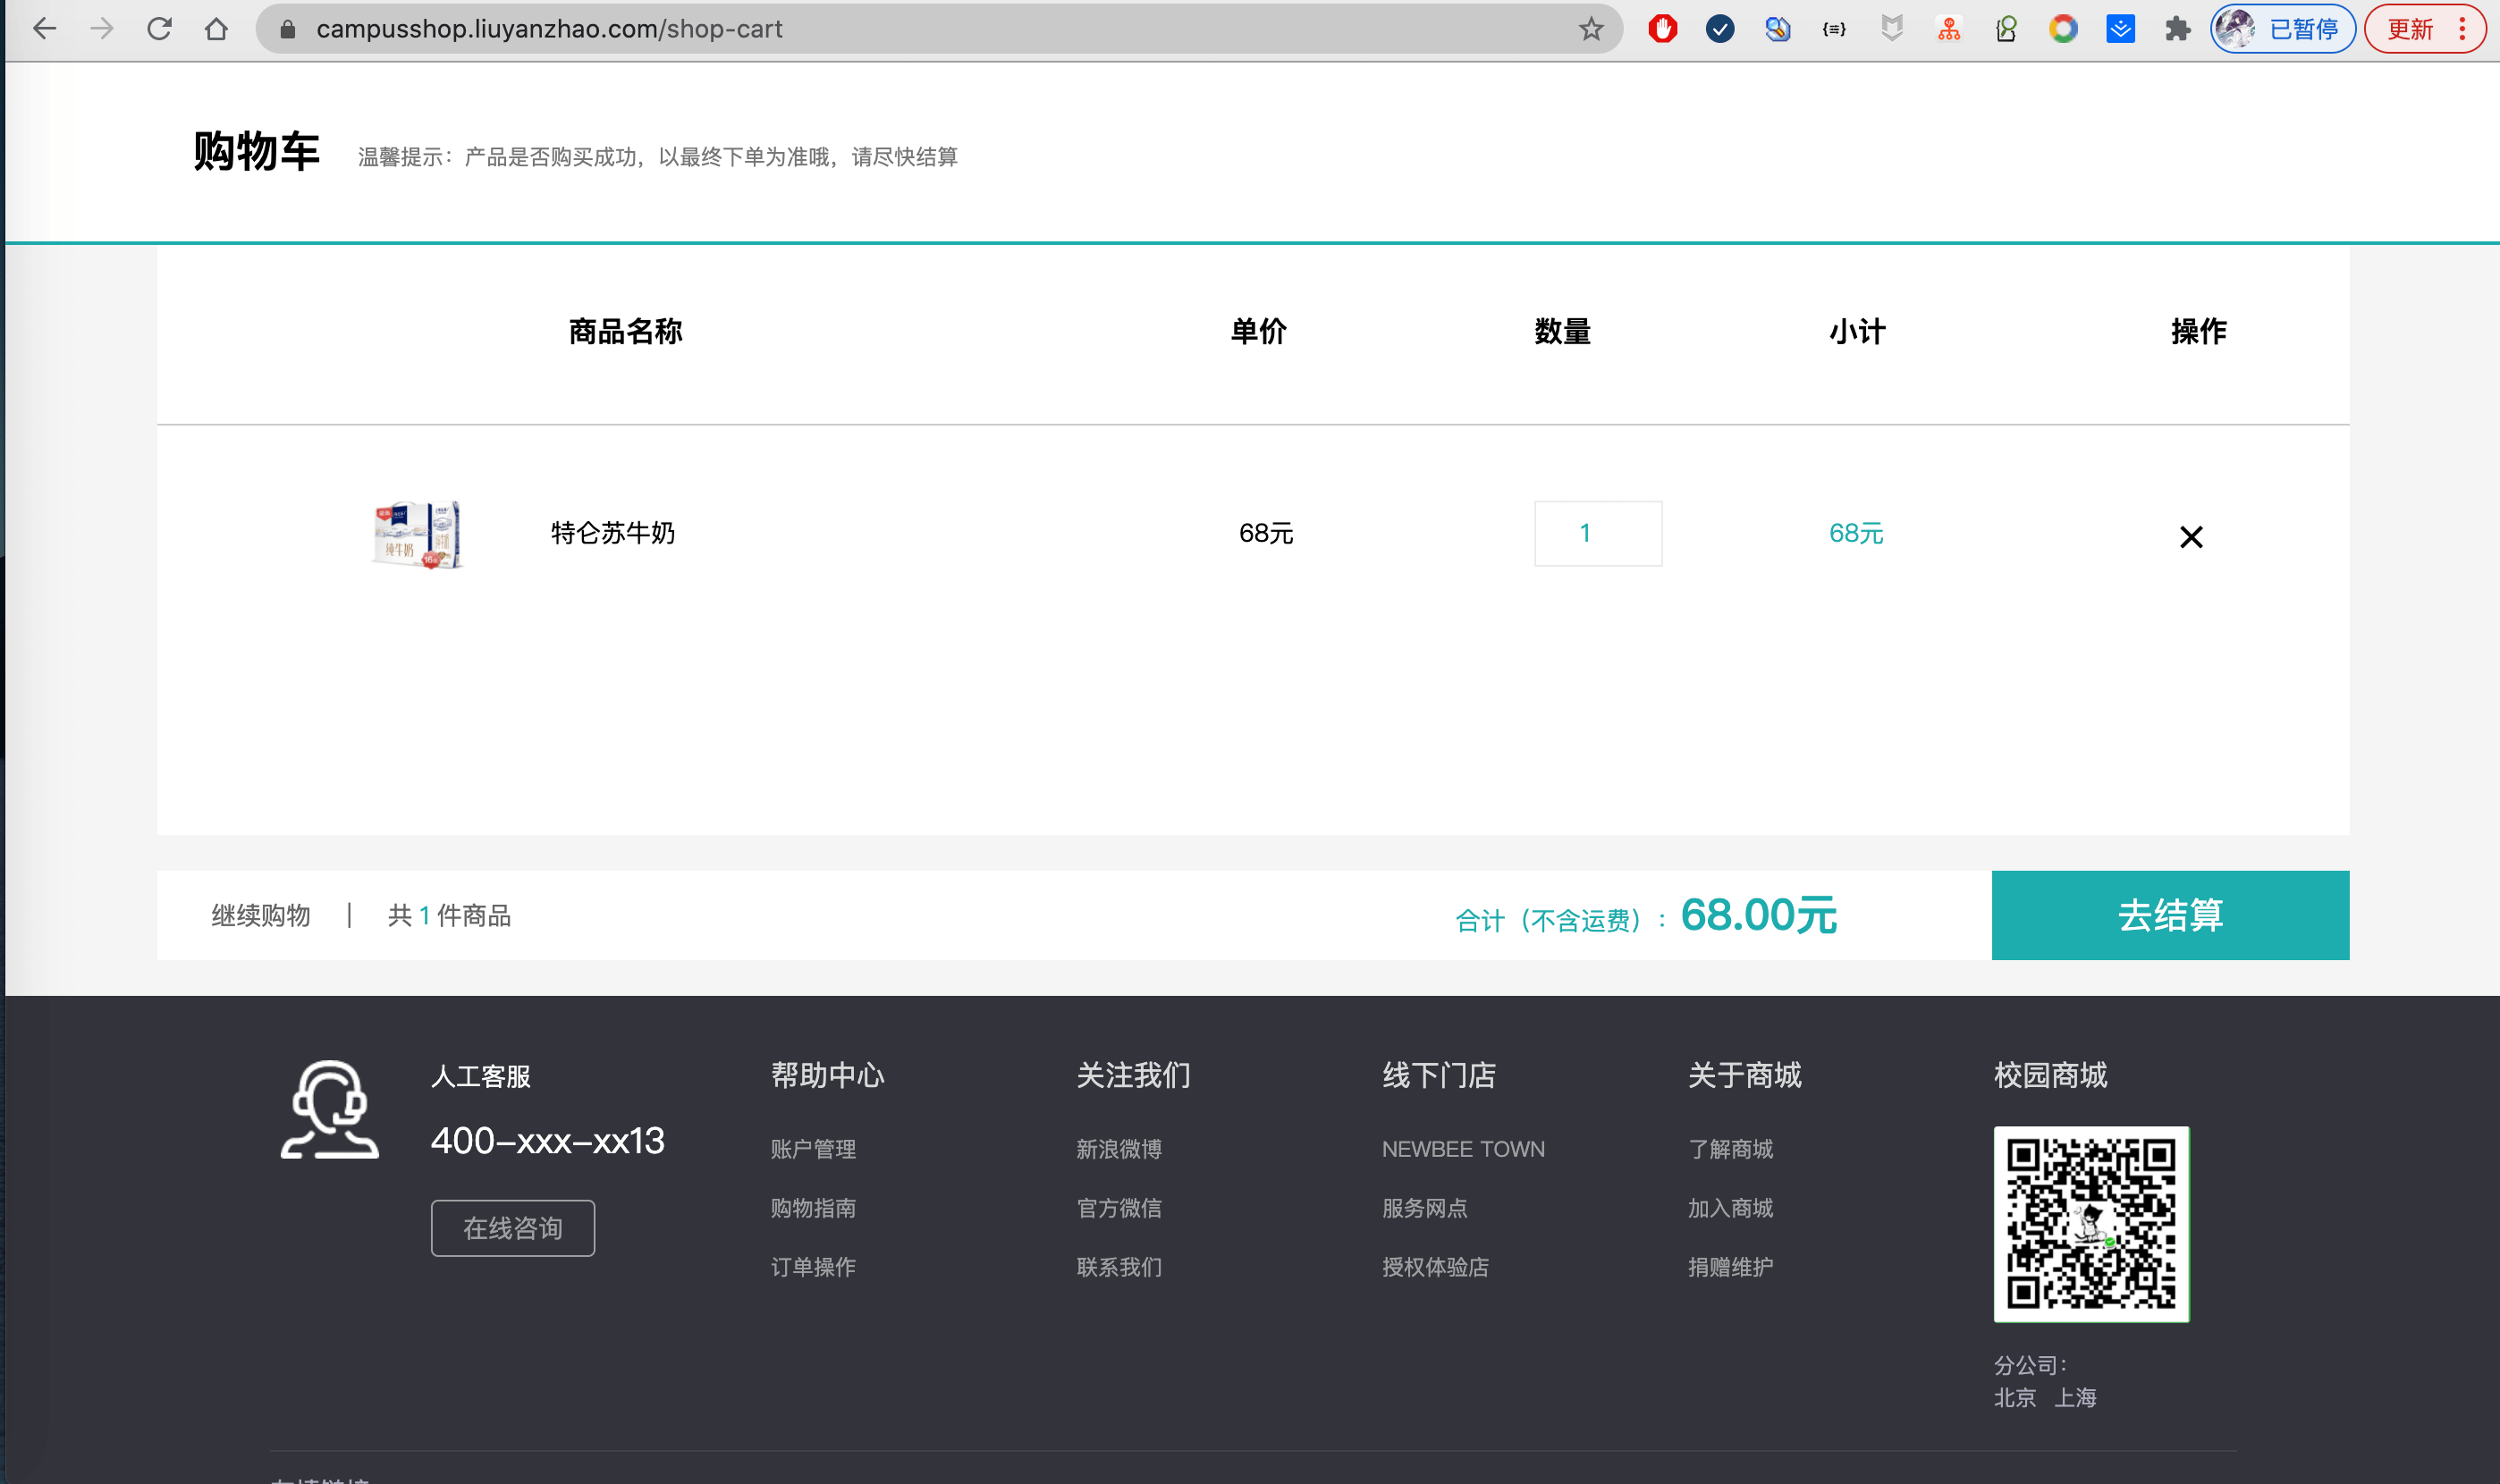 campusshop.liuyanzhao.com/shop-cart
已暂停
更新
购物车
温馨提示：产品是否购买成功，以最终下单为准哦，请尽快结算
商品名称 单价 数量 小计 操作
纯牛奶
特仑苏牛奶 68元 1 68元
继续购物 | 共 1 件商品 合计（不含运费）：68.00元 去结算
人工客服 帮助中心 关注我们 线下门店 关于商城 校园商城
400-xxx-xx13
账户管理 新浪微博 NEWBEE TOWN 了解商城
购物指南 官方微信 服务网点 加入商城
在线咨询
订单操作 联系我们 授权体验店 捐赠维护
分公司：
北京 上海